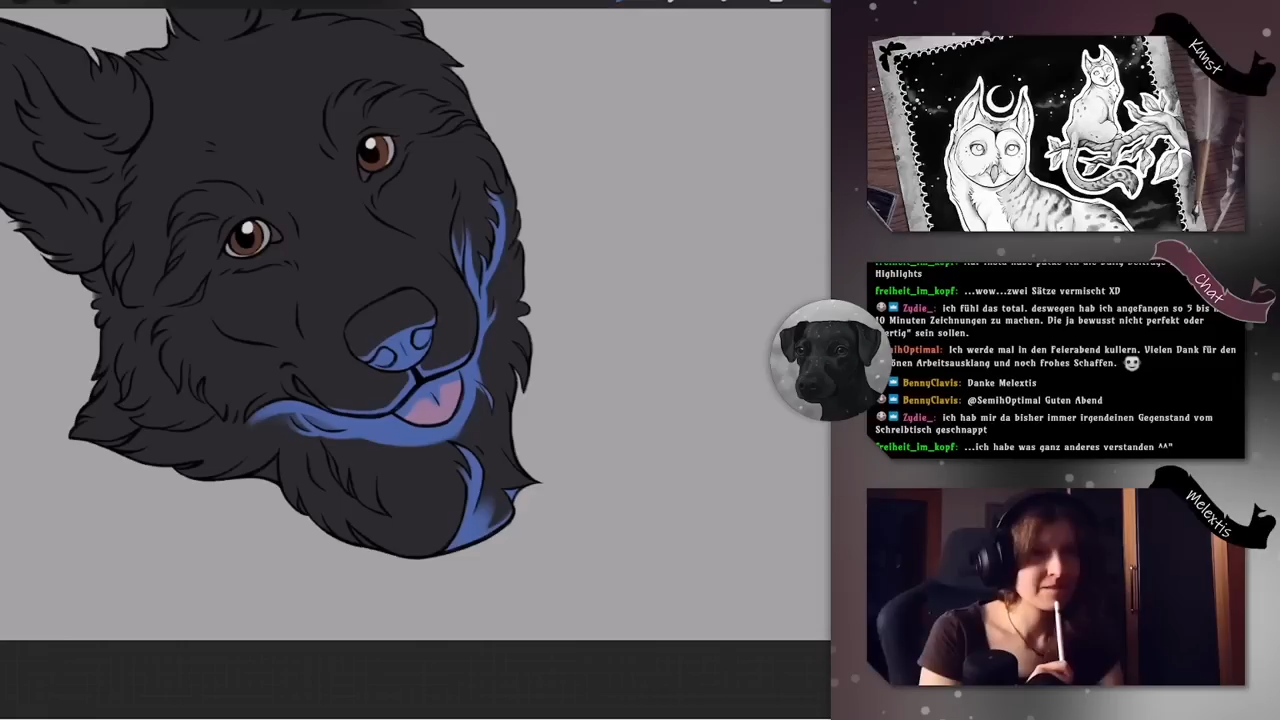 Kunst
Chat
Highlights
freiheit_im_kopf: ...wow...zwei Sätze vermischt XD
Zydie_: ich fühl das total. deswegen hab ich angefangen so 5 bis
10 Minuten Zeichnungen zu machen. Die ja bewusst nicht perfekt oder
"fertig" sein sollen.
SemihOptimal: Ich werde mal in den Feierabend kullern. Vielen Dank für den
schönen Arbeitsausklang und noch frohes Schaffen.
BennyClavis: Danke Melextis
BennyClavis: @SemihOptimal Guten Abend
Zydie_: ich hab mir da bisher immer irgendeinen Gegenstand vom
Schreibtisch geschnappt
freiheit_im_kopf: ...ich habe was ganz anderes verstanden ^^"
Melextis